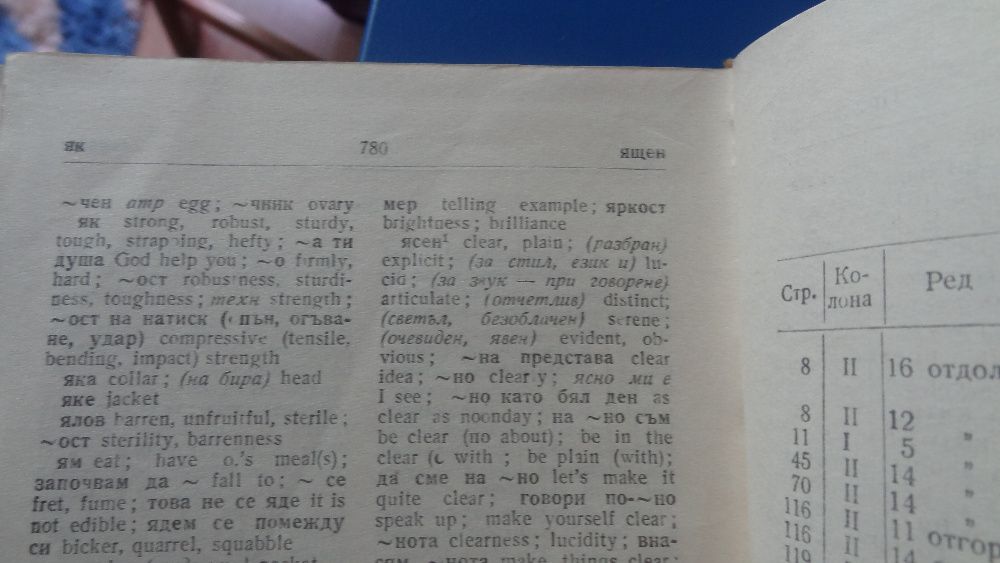 як 780 ящен
~чен атр egg; ~чник ovary
як strong, robust, sturdy,
tough, strapping, hefty; ~а ти
душа God help you; ~о firmly,
hard; ~ост robustness, sturdi-
ness, toughness; техн strength;
~ост на натиск (опън, огъва-
не, удар) compressive (tensile,
bending, impact) strength
яка collar; (на бира) head
яке jacket
ялов barren, unfruitful, sterile;
~ост sterility, barrenness
ям eat; have o.'s meal(s);
започвам да ~ fall to; ~ се
fret, fume; това не се яде it is
not edible; ядем се помежду
си bicker, quarrel, squabble
мер telling example; яркост
brightness; brilliance
ясен¹ clear, plain; (разбран)
explicit; (за стил, език и) lu-
cid; (за звук — при говорене)
articulate; (отчетлив) distinct;
(светъл, безоблачен) serene;
(очевиден, явен) evident, ob-
vious; ~на представа clear
idea; ~но clearly; ясно ми е
I see; ~но като бял ден as
clear as noonday; на ~но съм
be clear (по about); be in the
clear (с with); be plain (with);
да сме на ~но let's make it
quite clear; говори по-~но
speak up; make yourself clear;
~нота clearness; lucidity; вна-
сям ~нота make things clear;
Стр. Ко-лона Ред
8 II 16 отдол
8 II 12 „
11 I 5 „
45 II 14 „
70 II 14 „
116 II 11 отгор
116 II 14
119